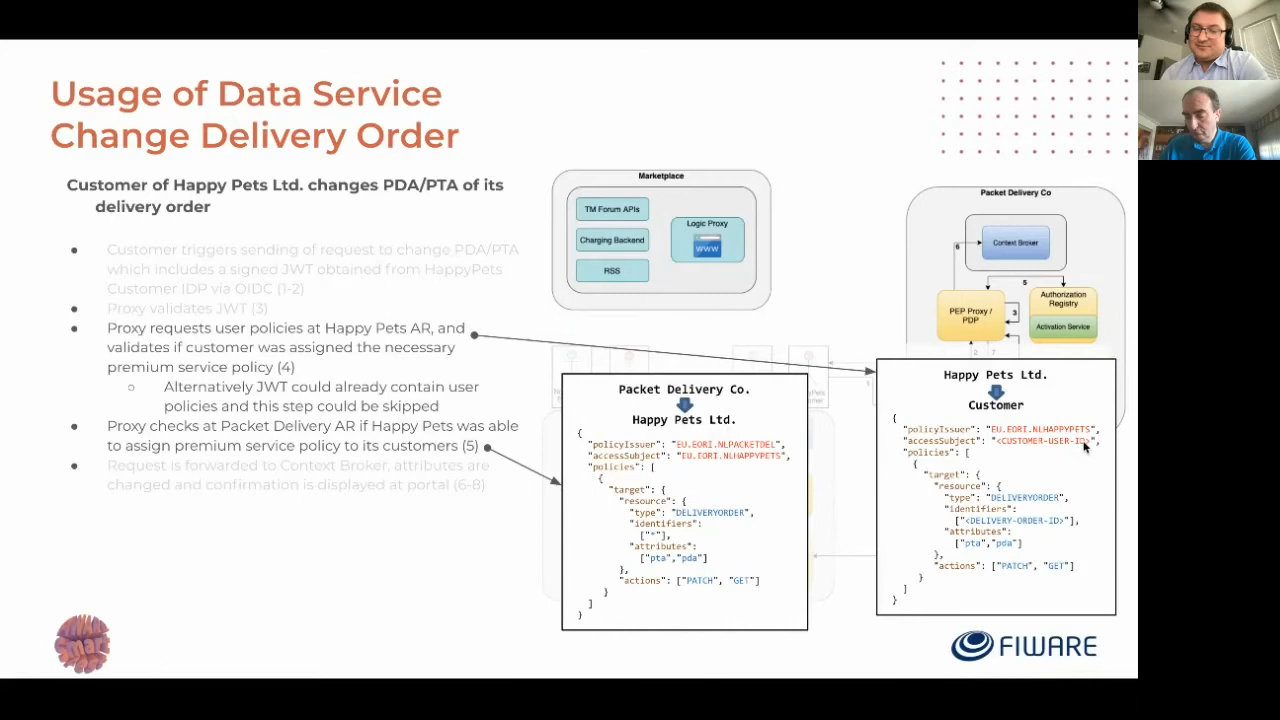 Usage of Data Service
Change Delivery Order
Customer of Happy Pets Ltd. changes PDA/PTA of its
delivery order
Customer triggers sending of request to change PDA/PTA
which includes a signed JWT obtained from HappyPets
Customer IDP via OIDC (1-2)
Proxy validates JWT (3)
Proxy requests user policies at Happy Pets AR, and
validates if customer was assigned the necessary
premium service policy (4)
Alternatively JWT could already contain user
policies and this step could be skipped
Proxy checks at Packet Delivery AR if Happy Pets was able
to assign premium service policy to its customers (5)
Request is forwarded to Context Broker, attributes are
changed and confirmation is displayed at portal (6-8)
Marketplace
TM Forum APIs
Charging Backend
RSS
Logic Proxy
www
Packet Delivery Co
Context Broker
6
5
PEP Proxy /
PDP
3
Authorization
Registry
Activation Service
2
7
Packet Delivery Co.
Happy Pets Ltd.
{
"policyIssuer": "EU.EORI.NLPACKETDEL",
"accessSubject": "EU.EORI.NLHAPPYPETS",
"policies": [
{
"target": {
"resource": {
"type": "DELIVERYORDER",
"identifiers":
["*"],
"attributes":
["pta","pda"]
},
"actions": ["PATCH", "GET"]
}
]
}
Happy Pets Ltd.
Customer
{
"policyIssuer": "EU.EORI.NLHAPPYPETS",
"accessSubject": "<CUSTOMER-USER-ID>",
"policies": [
{
"target": {
"resource": {
"type": "DELIVERYORDER",
"identifiers":
["<DELIVERY-ORDER-ID>"],
"attributes":
["pta","pda"]
},
"actions": ["PATCH", "GET"]
}
]
}
FIWARE